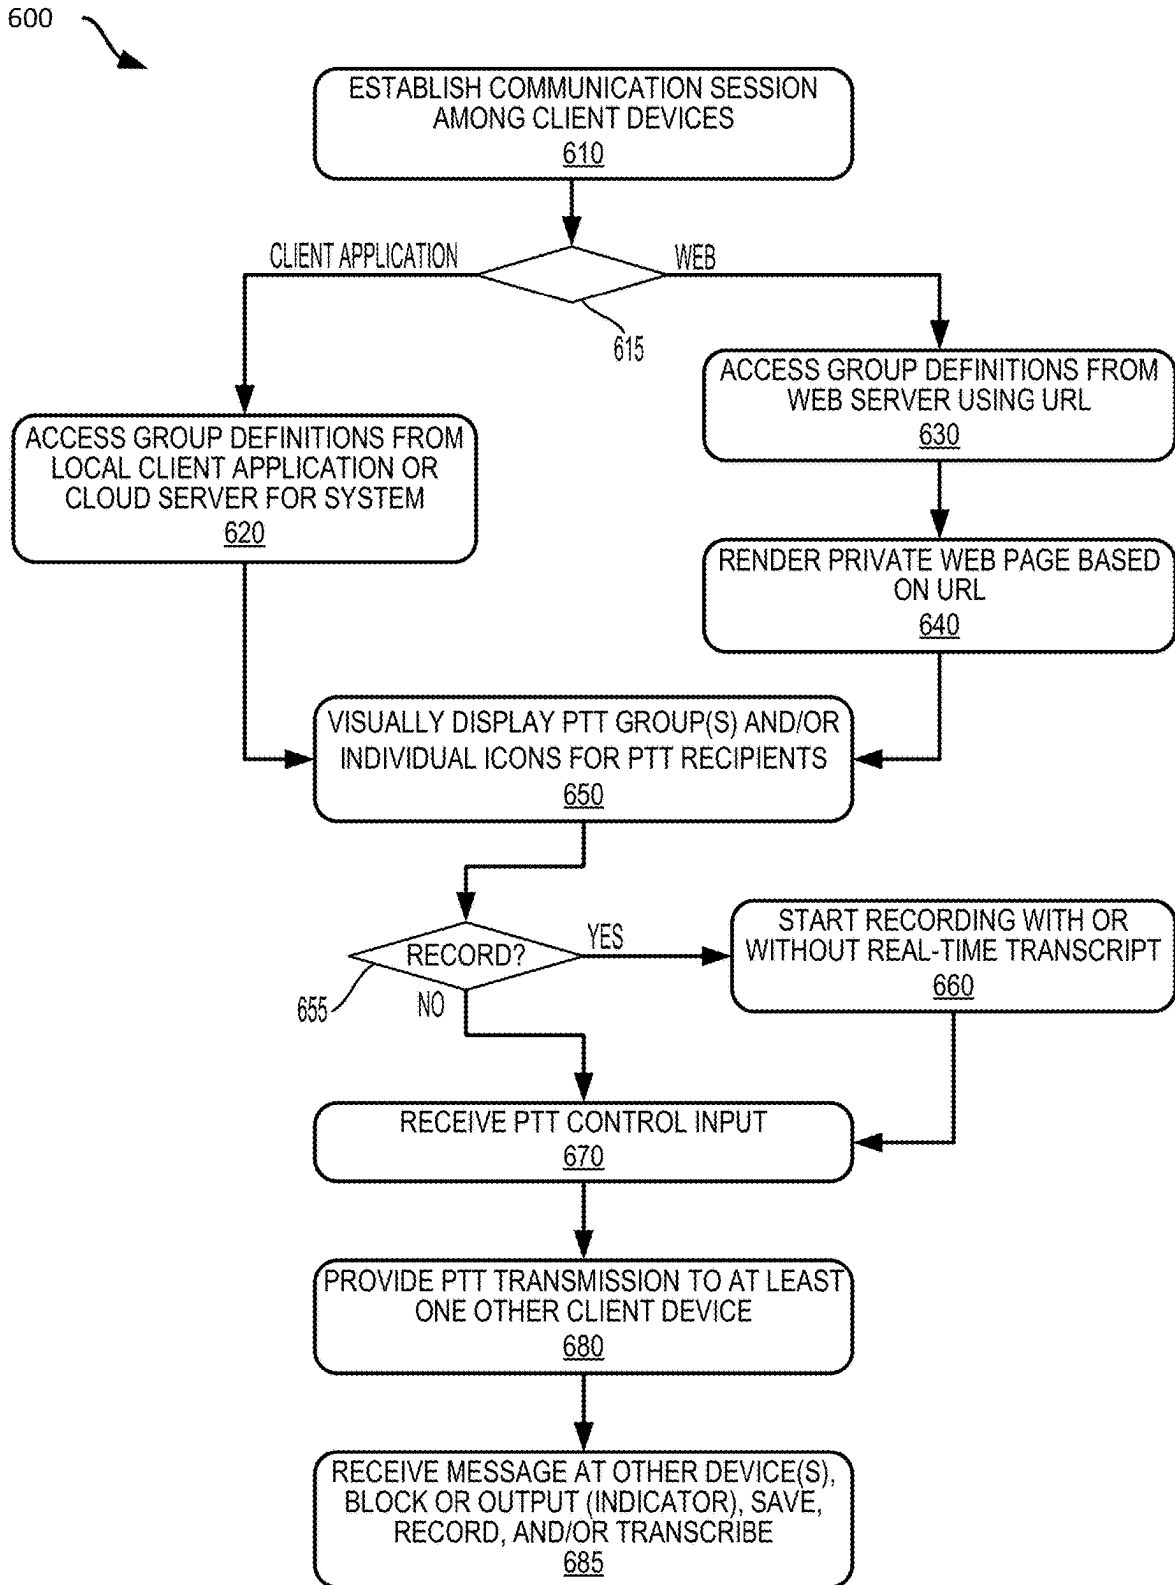 600
ESTABLISH COMMUNICATION SESSION
AMONG CLIENT DEVICES
610
CLIENT APPLICATION
WEB
615
ACCESS GROUP DEFINITIONS FROM
WEB SERVER USING URL
630
ACCESS GROUP DEFINITIONS FROM
LOCAL CLIENT APPLICATION OR
CLOUD SERVER FOR SYSTEM
620
RENDER PRIVATE WEB PAGE BASED
ON URL
640
VISUALLY DISPLAY PTT GROUP(S) AND/OR
INDIVIDUAL ICONS FOR PTT RECIPIENTS
650
RECORD?
YES
655
NO
START RECORDING WITH OR
WITHOUT REAL-TIME TRANSCRIPT
660
RECEIVE PTT CONTROL INPUT
670
PROVIDE PTT TRANSMISSION TO AT LEAST
ONE OTHER CLIENT DEVICE
680
RECEIVE MESSAGE AT OTHER DEVICE(S),
BLOCK OR OUTPUT (INDICATOR), SAVE,
RECORD, AND/OR TRANSCRIBE
685